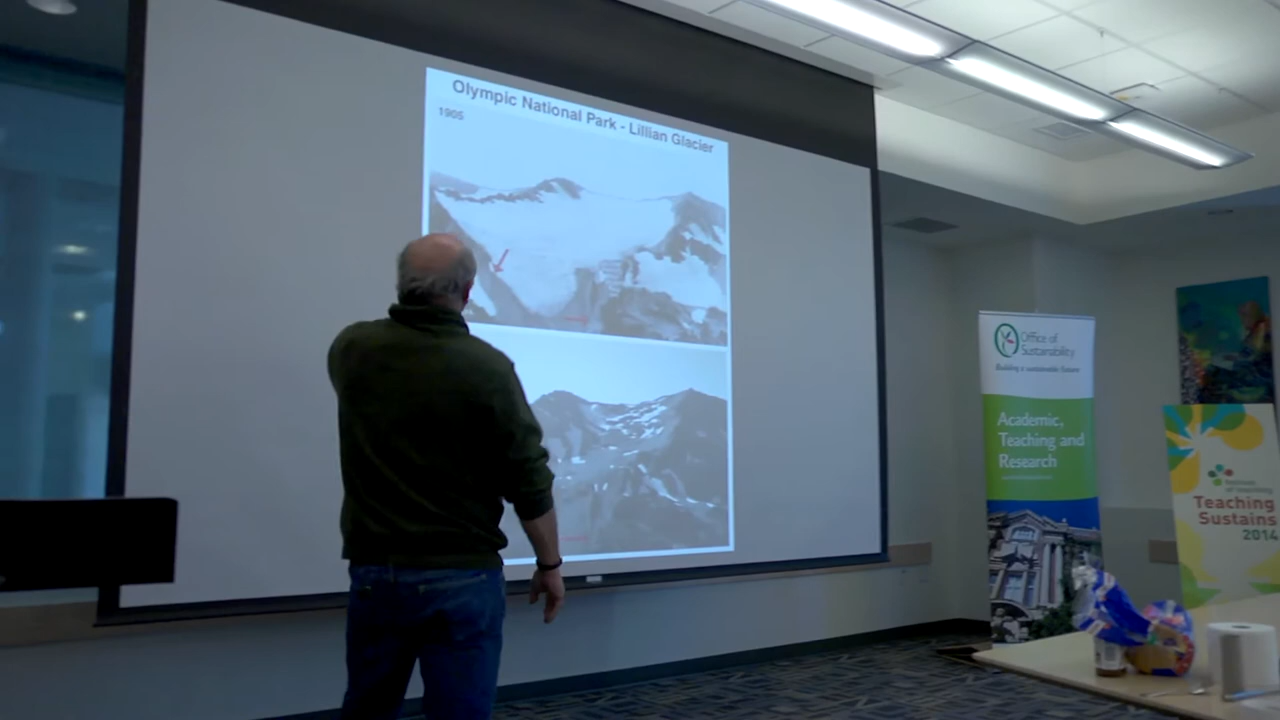 Olympic National Park - Lillian Glacier
1905
Office of
Sustainability
Building a sustainable future
Academic,
Teaching and
Research
Teaching
Sustains
2014